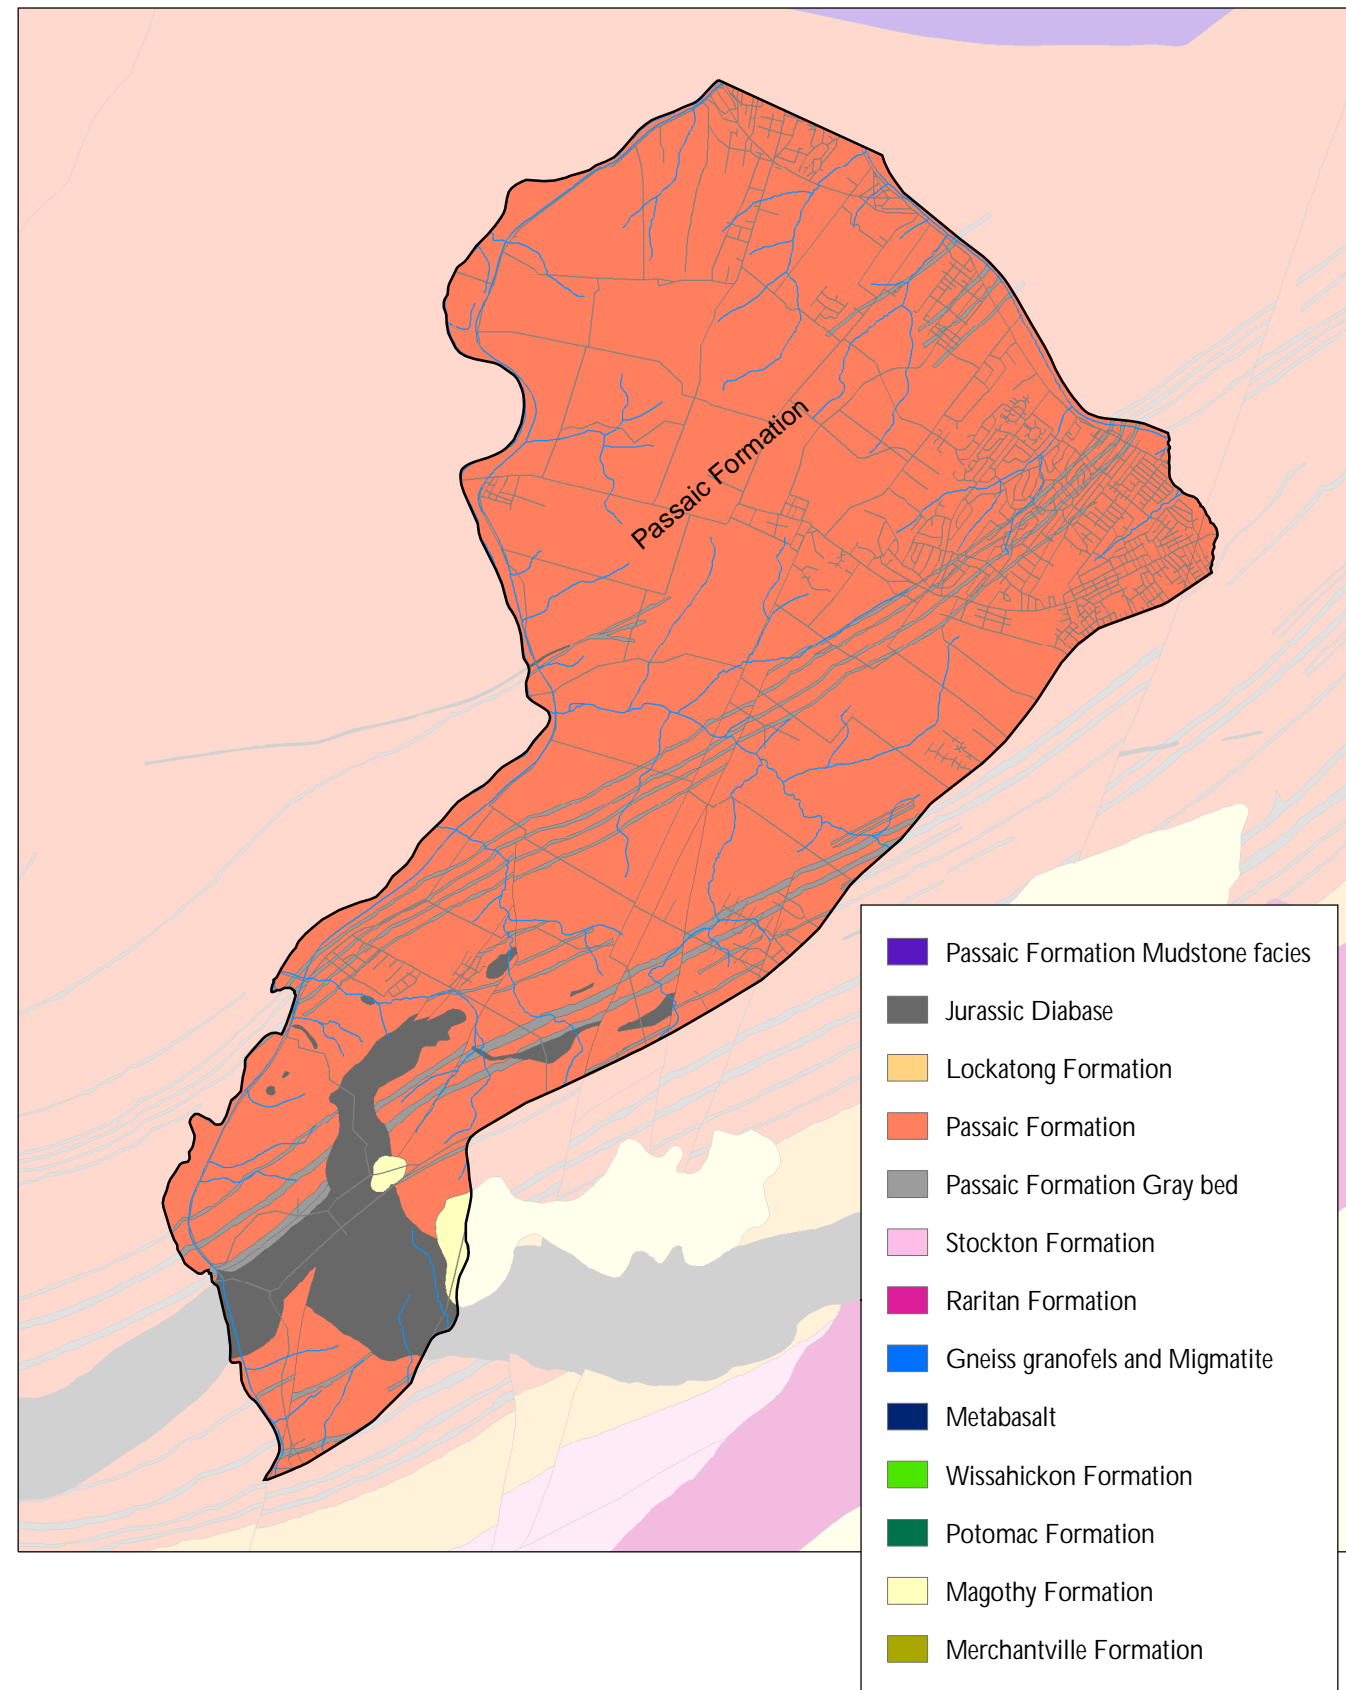 Passaic Formation
Passaic Formation Mudstone facies
Jurassic Diabase
Lockatong Formation
Passaic Formation
Passaic Formation Gray bed
Stockton Formation
Raritan Formation
Gneiss granofels and Migmatite
Metabasalt
Wissahickon Formation
Potomac Formation
Magothy Formation
Merchantville Formation